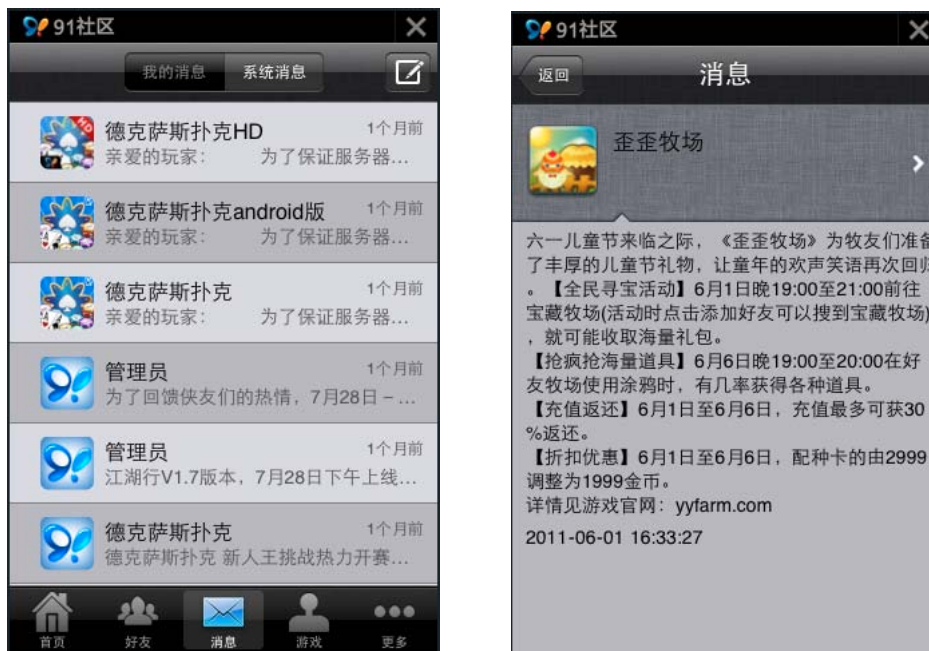 91社区
我的消息
系统消息
德克萨斯扑克HD
1个月前
亲爱的玩家： 为了保证服务器...
德克萨斯扑克android版
1个月前
亲爱的玩家： 为了保证服务器...
德克萨斯扑克
1个月前
亲爱的玩家： 为了保证服务器...
管理员
1个月前
为了回馈侠友们的热情，7月28日 – ...
管理员
1个月前
江湖行V1.7版本，7月28日下午上线...
德克萨斯扑克
1个月前
德克萨斯扑克 新人王挑战热力开赛...
首页
好友
消息
游戏
更多
91社区
返回
消息
歪歪牧场
六一儿童节来临之际，《歪歪牧场》为牧友们准备
了丰厚的儿童节礼物，让童年的欢声笑语再次回归
。【全民寻宝活动】6月1日晚19:00至21:00前往
宝藏牧场(活动时点击添加好友可以搜到宝藏牧场)
，就可能收取海量礼包。
【抢疯抢海量道具】6月6日晚19:00至20:00在好
友牧场使用涂鸦时，有几率获得各种道具。
【充值返还】6月1日至6月6日，充值最多可获30
%返还。
【折扣优惠】6月1日至6月6日，配种卡的由2999
调整为1999金币。
详情见游戏官网：yyfarm.com
2011-06-01 16:33:27